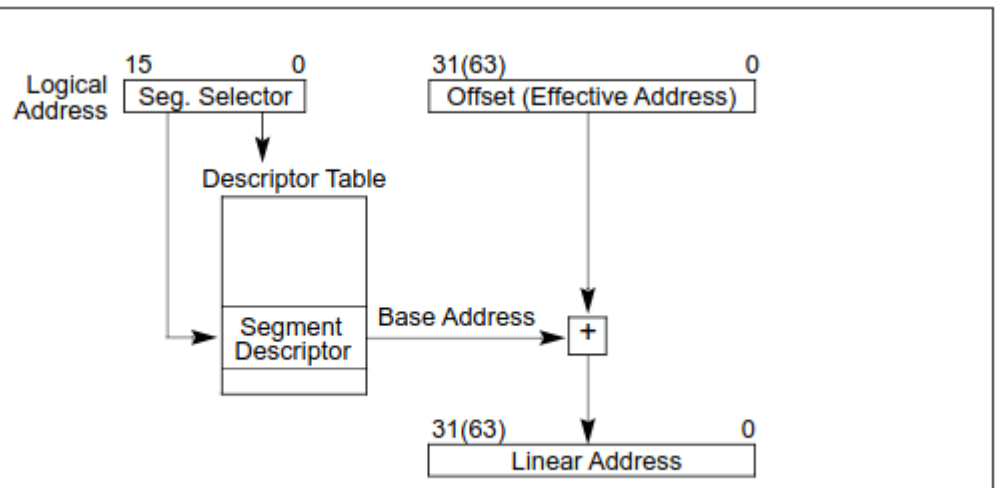 15 0
31(63) 0
Logical
Address
Seg. Selector
Offset (Effective Address)
Descriptor Table
Base Address
Segment
Descriptor
+
31(63) 0
Linear Address